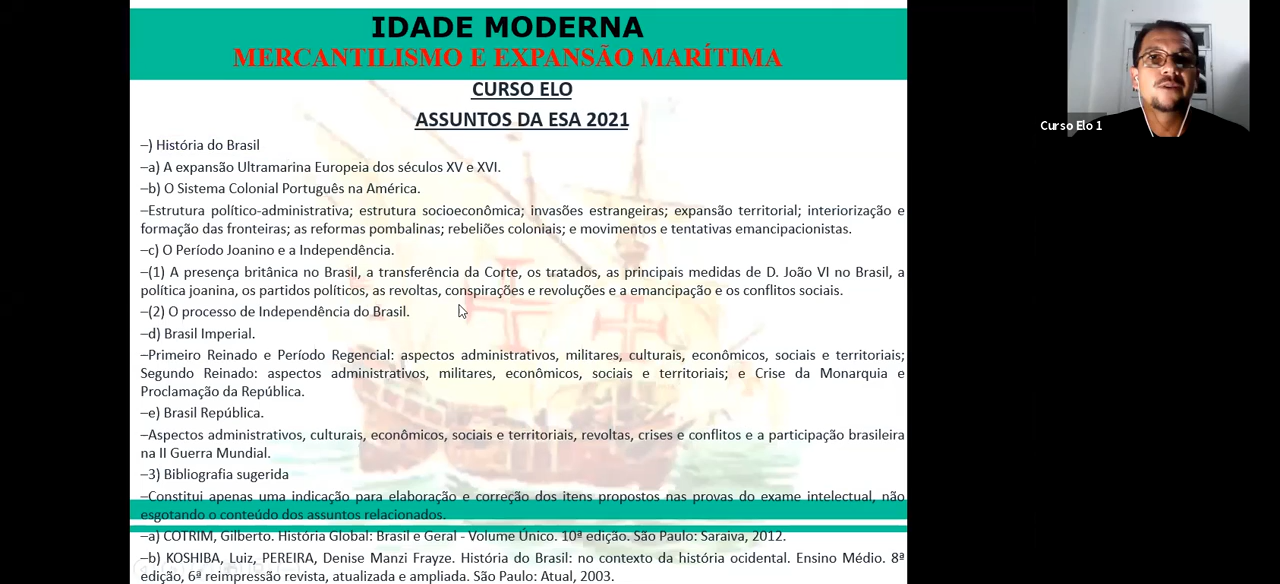 IDADE MODERNA
MERCANTILISMO E EXPANSÃO MARÍTIMA
CURSO ELO
ASSUNTOS DA ESA 2021
–) História do Brasil
–a) A expansão Ultramarina Europeia dos séculos XV e XVI.
–b) O Sistema Colonial Português na América.
–Estrutura político-administrativa; estrutura socioeconômica; invasões estrangeiras; expansão territorial; interiorização e
formação das fronteiras; as reformas pombalinas; rebeliões coloniais; e movimentos e tentativas emancipacionistas.
–c) O Período Joanino e a Independência.
–(1) A presença britânica no Brasil, a transferência da Corte, os tratados, as principais medidas de D. João VI no Brasil, a
política joanina, os partidos políticos, as revoltas, conspirações e revoluções e a emancipação e os conflitos sociais.
–(2) O processo de Independência do Brasil.
–d) Brasil Imperial.
–Primeiro Reinado e Período Regencial: aspectos administrativos, militares, culturais, econômicos, sociais e territoriais;
Segundo Reinado: aspectos administrativos, militares, econômicos, sociais e territoriais; e Crise da Monarquia e
Proclamação da República.
–e) Brasil República.
–Aspectos administrativos, culturais, econômicos, sociais e territoriais, revoltas, crises e conflitos e a participação brasileira
na II Guerra Mundial.
–3) Bibliografia sugerida
–Constitui apenas uma indicação para elaboração e correção dos itens propostos nas provas do exame intelectual, não
esgotando o conteúdo dos assuntos relacionados.
–a) COTRIM, Gilberto. História Global: Brasil e Geral - Volume Único. 10ª edição. São Paulo: Saraiva, 2012.
–b) KOSHIBA, Luiz, PEREIRA, Denise Manzi Frayze. História do Brasil: no contexto da história ocidental. Ensino Médio. 8ª
edição, 6ª reimpressão revista, atualizada e ampliada. São Paulo: Atual, 2003.
Curso Elo 1